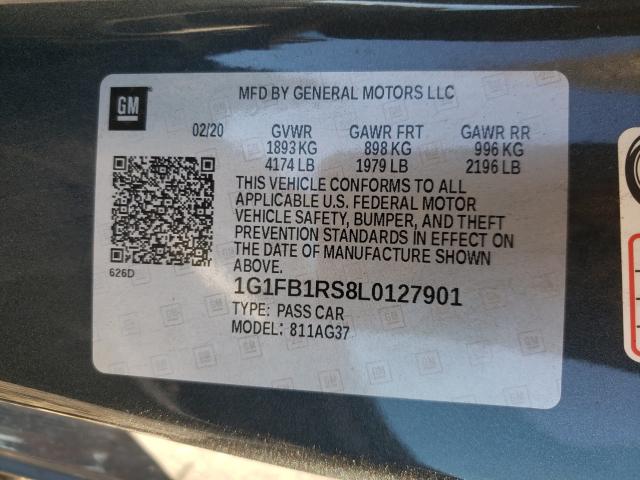 GM
MFD BY GENERAL MOTORS LLC
02/20 GVWR GAWR FRT GAWR RR
1893 KG 898 KG 996 KG
4174 LB 1979 LB 2196 LB
THIS VEHICLE CONFORMS TO ALL
APPLICABLE U.S. FEDERAL MOTOR
VEHICLE SAFETY, BUMPER, AND THEFT
PREVENTION STANDARDS IN EFFECT ON
THE DATE OF MANUFACTURE SHOWN
ABOVE.
626D
1G1FB1RS8L0127901
TYPE: PASS CAR
MODEL: 811AG37